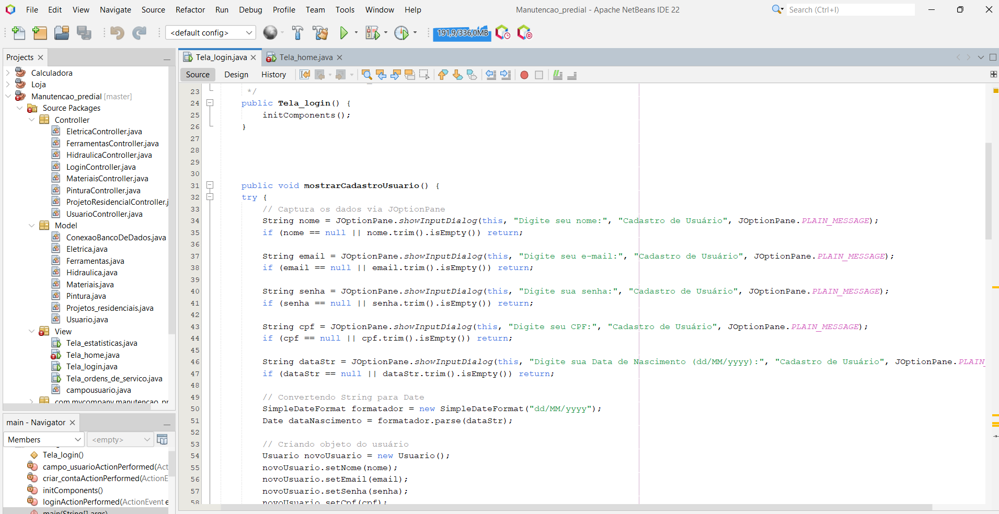 File Edit View Navigate Source Refactor Run Debug Profile Team Tools Window Help
Manutencao_predial - Apache NetBeans IDE 22
Search (Ctrl+I)
<default config>
191,9/336,0MB
Projects
Calculadora
Loja
Manutencao_predial [master]
Source Packages
Controller
EletricaController.java
FerramentasController.java
HidraulicaController.java
LoginController.java
MateriaisController.java
PinturaController.java
ProjetoResidencialController.j
UsuarioController.java
Model
ConexaoBancoDeDados.java
Eletrica.java
Ferramentas.java
Hidraulica.java
Materiais.java
Pintura.java
Projetos_residenciais.java
Usuario.java
View
Tela_estatisticas.java
Tela_home.java
Tela_login.java
Tela_ordens_de_servico.java
campousuario.java
com.mycompany.manutencao_pr
main - Navigator
Members
<empty>
Tela_login()
campo_usuarioActionPerformed(Act
criar_contaActionPerformed(ActionE
initComponents()
loginActionPerformed(ActionEvent e
main(String[] args)
Tela_login.java
Tela_home.java
Source Design History
23 */
24 public Tela_login() {
25 initComponents();
26 }
27
28
29
30
31 public void mostrarCadastroUsuario() {
32 try {
33 // Captura os dados via JOptionPane
34 String nome = JOptionPane.showInputDialog(this, "Digite seu nome:", "Cadastro de Usuário", JOptionPane.PLAIN_MESSAGE);
35 if (nome == null || nome.trim().isEmpty()) return;
36
37 String email = JOptionPane.showInputDialog(this, "Digite seu e-mail:", "Cadastro de Usuário", JOptionPane.PLAIN_MESSAGE);
38 if (email == null || email.trim().isEmpty()) return;
39
40 String senha = JOptionPane.showInputDialog(this, "Digite sua senha:", "Cadastro de Usuário", JOptionPane.PLAIN_MESSAGE);
41 if (senha == null || senha.trim().isEmpty()) return;
42
43 String cpf = JOptionPane.showInputDialog(this, "Digite seu CPF:", "Cadastro de Usuário", JOptionPane.PLAIN_MESSAGE);
44 if (cpf == null || cpf.trim().isEmpty()) return;
45
46 String dataStr = JOptionPane.showInputDialog(this, "Digite sua Data de Nascimento (dd/MM/yyyy):", "Cadastro de Usuário", JOptionPane.PLAIN_
47 if (dataStr == null || dataStr.trim().isEmpty()) return;
48
49 // Convertendo String para Date
50 SimpleDateFormat formatador = new SimpleDateFormat("dd/MM/yyyy");
51 Date dataNascimento = formatador.parse(dataStr);
52
53 // Criando objeto do usuário
54 Usuario novoUsuario = new Usuario();
55 novoUsuario.setNome(nome);
56 novoUsuario.setEmail(email);
57 novoUsuario.setSenha(senha);
58 novoUsuario.setCpf(cpf);